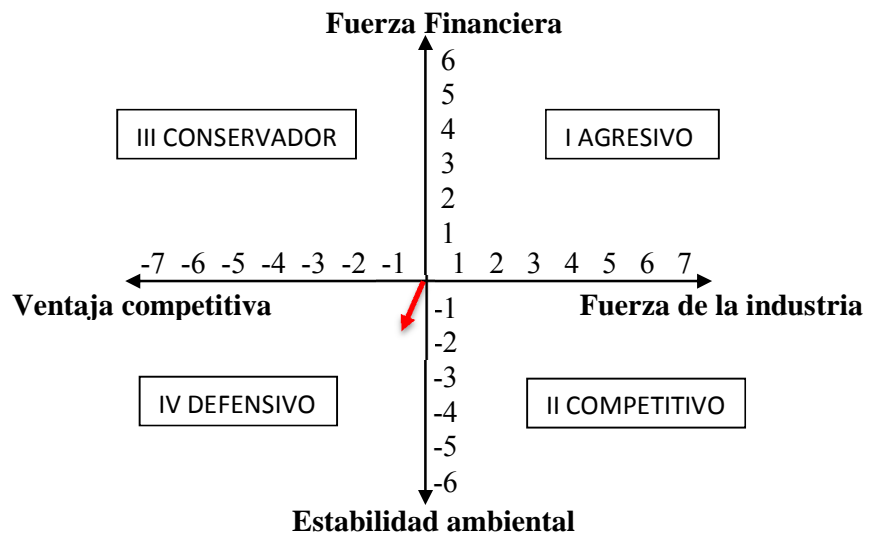 Fuerza Financiera
6
5
III CONSERVADOR 4 I AGRESIVO
3
2
1
-7 -6 -5 -4 -3 -2 -1 1 2 3 4 5 6 7
Ventaja competitiva -1 Fuerza de la industria
-2
-3
IV DEFENSIVO -4 II COMPETITIVO
-5
-6
Estabilidad ambiental